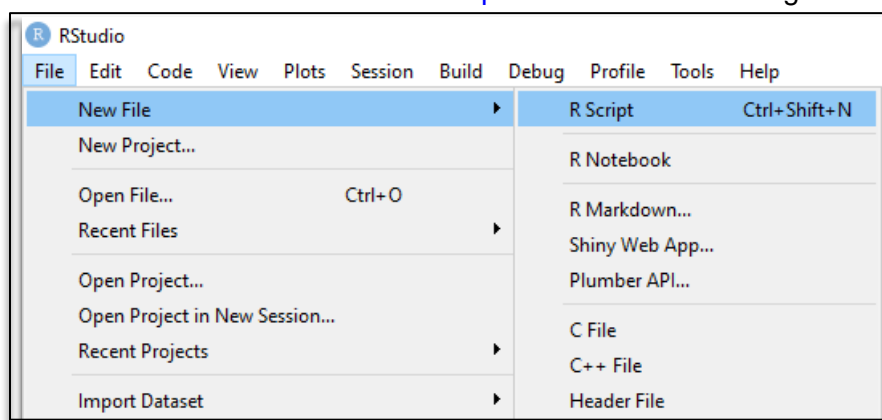 R RStudio
File Edit Code View Plots Session Build Debug Profile Tools Help
New File
New Project...
Open File... Ctrl+O
Recent Files
Open Project...
Open Project in New Session...
Recent Projects
Import Dataset
R Script Ctrl+Shift+N
R Notebook
R Markdown...
Shiny Web App...
Plumber API...
C File
C++ File
Header File